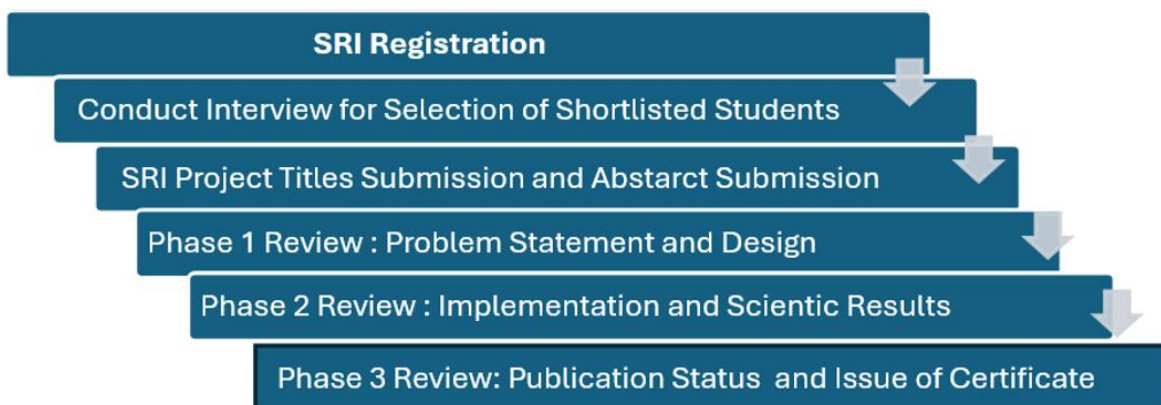 SRI Registration
Conduct Interview for Selection of Shortlisted Students
SRI Project Titles Submission and Abstarct Submission
Phase 1 Review : Problem Statement and Design
Phase 2 Review : Implementation and Scientic Results
Phase 3 Review: Publication Status and Issue of Certificate